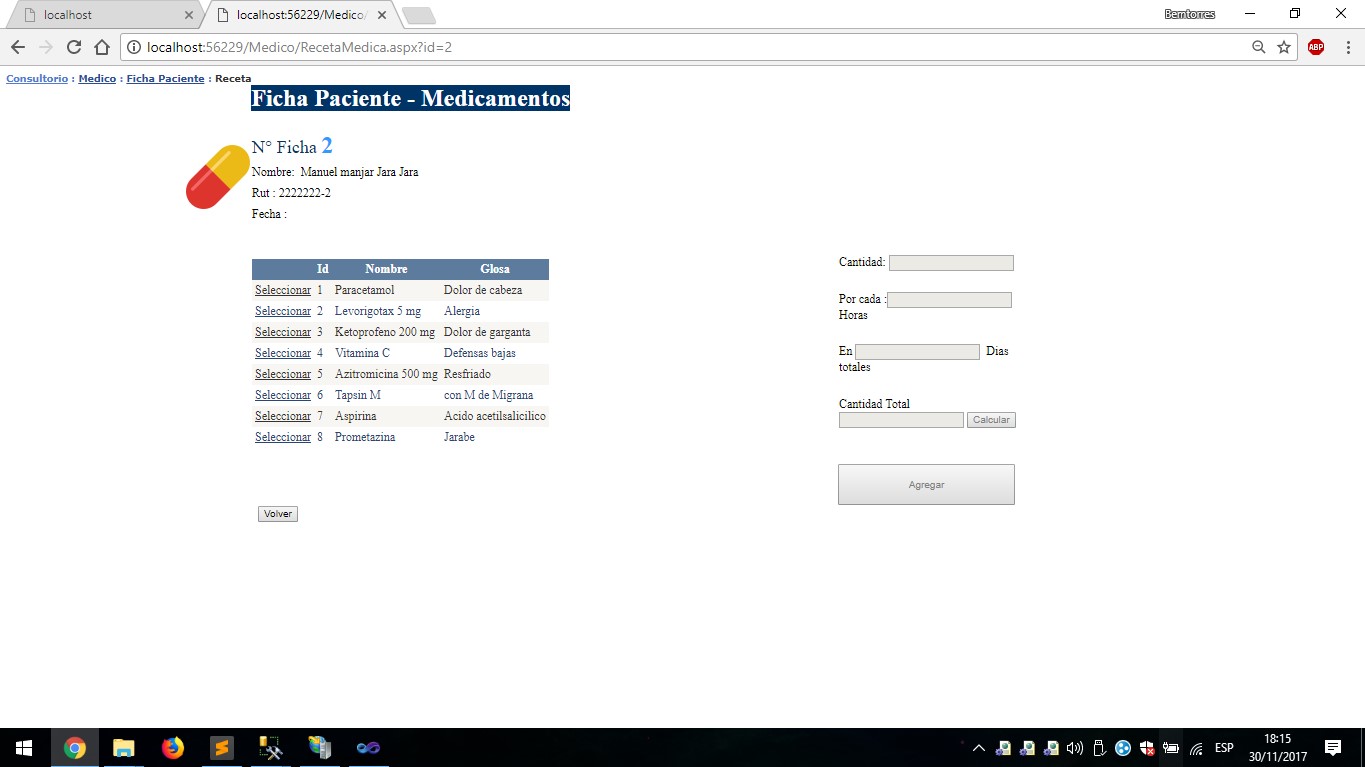 localhost
localhost:56229/Medico/
Bemtorres
localhost:56229/Medico/RecetaMedica.aspx?id=2
ABP
Consultorio : Medico : Ficha Paciente : Receta
Ficha Paciente - Medicamentos
N° Ficha 2
Nombre: Manuel manjar Jara Jara
Rut : 2222222-2
Fecha :
Id Nombre Glosa
Seleccionar 1 Paracetamol Dolor de cabeza
Seleccionar 2 Levorigotax 5 mg Alergia
Seleccionar 3 Ketoprofeno 200 mg Dolor de garganta
Seleccionar 4 Vitamina C Defensas bajas
Seleccionar 5 Azitromicina 500 mg Resfriado
Seleccionar 6 Tapsin M con M de Migrana
Seleccionar 7 Aspirina Acido acetilsalicilico
Seleccionar 8 Prometazina Jarabe
Volver
Cantidad:
Por cada :
Horas
En Dias
totales
Cantidad Total
Calcular
Agregar
ESP
18:15
30/11/2017